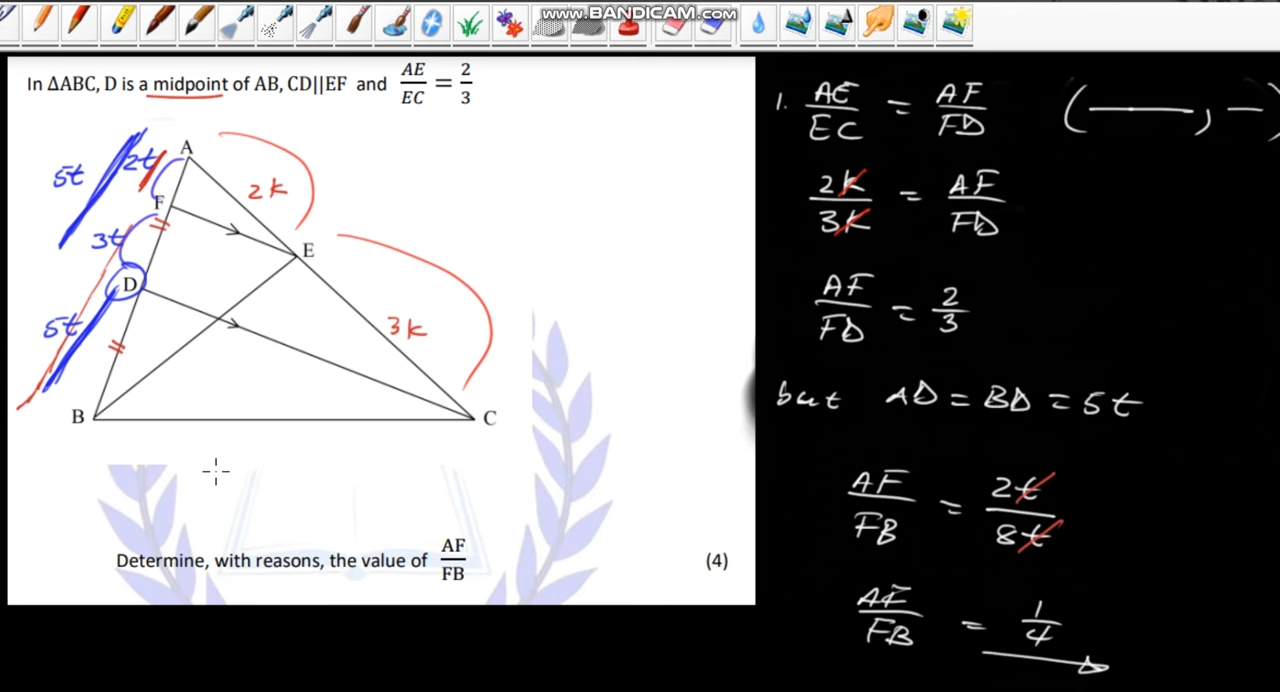 www.BANDICAM.com
In ΔABC, D is a midpoint of AB, CD||EF and AE/EC = 2/3
A
2t
5t
2k
F
3t
E
D
5t
3k
B
C
Determine, with reasons, the value of AF/FB (4)
1. AE/EC = AF/FD ( ——, — )
2k/3k = AF/FD
AF/FD = 2/3
but AD = BD = 5t
AF/FB = 2t/8t
AF/FB = 1/4